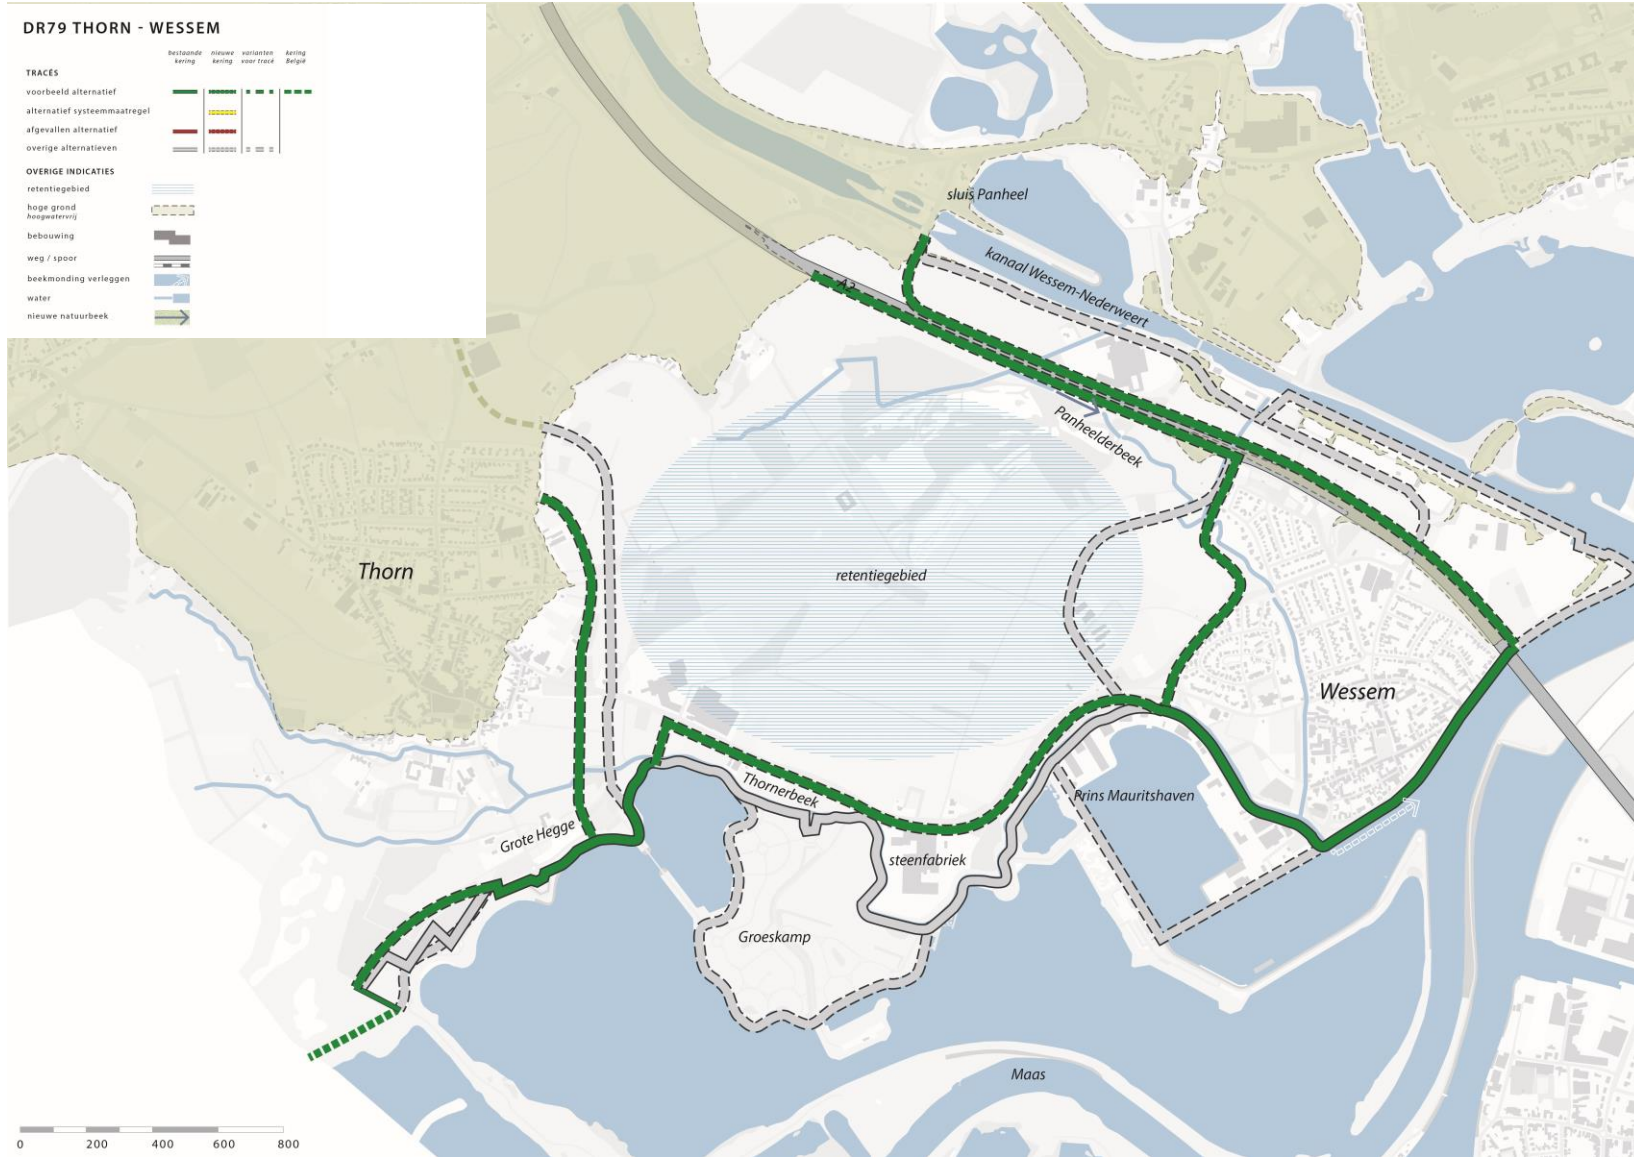 DR79 THORN - WESSEM
bestaande kering
nieuwe kering
varianten voor tracé
kering België
TRACÉS
voorbeeld alternatief
alternatief systeemmaatregel
afgevallen alternatief
overige alternatieven
OVERIGE INDICATIES
retentiegebied
hoge grond
hoogwatervrij
bebouwing
weg / spoor
beekmonding verleggen
water
nieuwe natuurbeek
sluis Panheel
kanaal Wessem-Nederweert
A2
Panheelderbeek
Thorn
retentiegebied
Wessem
Thornerbeek
Prins Mauritshaven
Grote Hegge
steenfabriek
Groeskamp
Maas
0 200 400 600 800